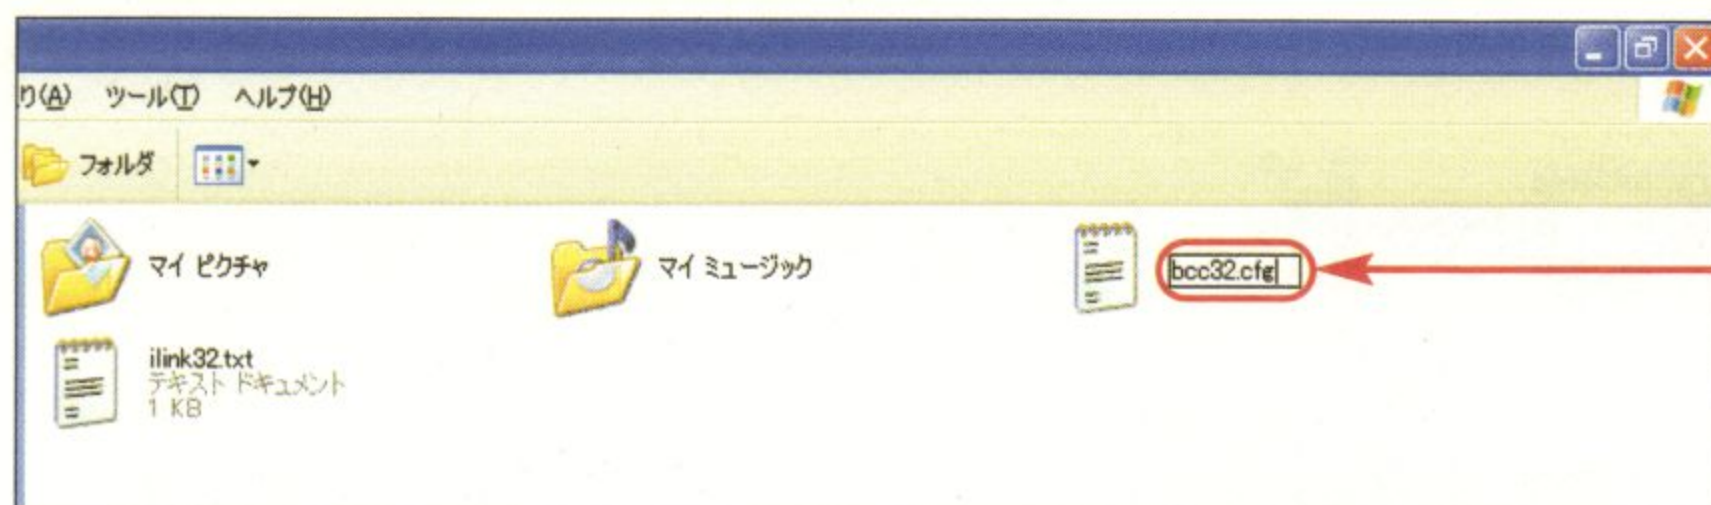 り(A) ツール(T) ヘルプ(H)
フォルダ
マイ ピクチャ
マイ ミュージック
bcc32.cfg
ilink32.txt
テキスト ドキュメント
1 KB